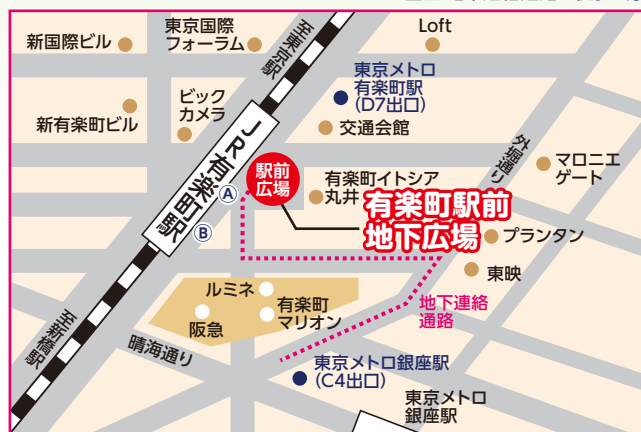 新国際ビル
東京国際
フォーラム
至東京駅
Loft
東京メトロ
有楽町駅
(D7出口)
ビック
カメラ
新有楽町ビル
交通会館
外堀通り
JR有楽町駅
A
B
駅前
広場
有楽町イトシア
丸井
マロニエ
ゲート
有楽町駅前
地下広場
プランタン
東映
ルミネ
有楽町
マリオン
阪急
地下連絡
通路
至新橋駅
晴海通り
東京メトロ銀座駅
(C4出口)
東京メトロ
銀座駅